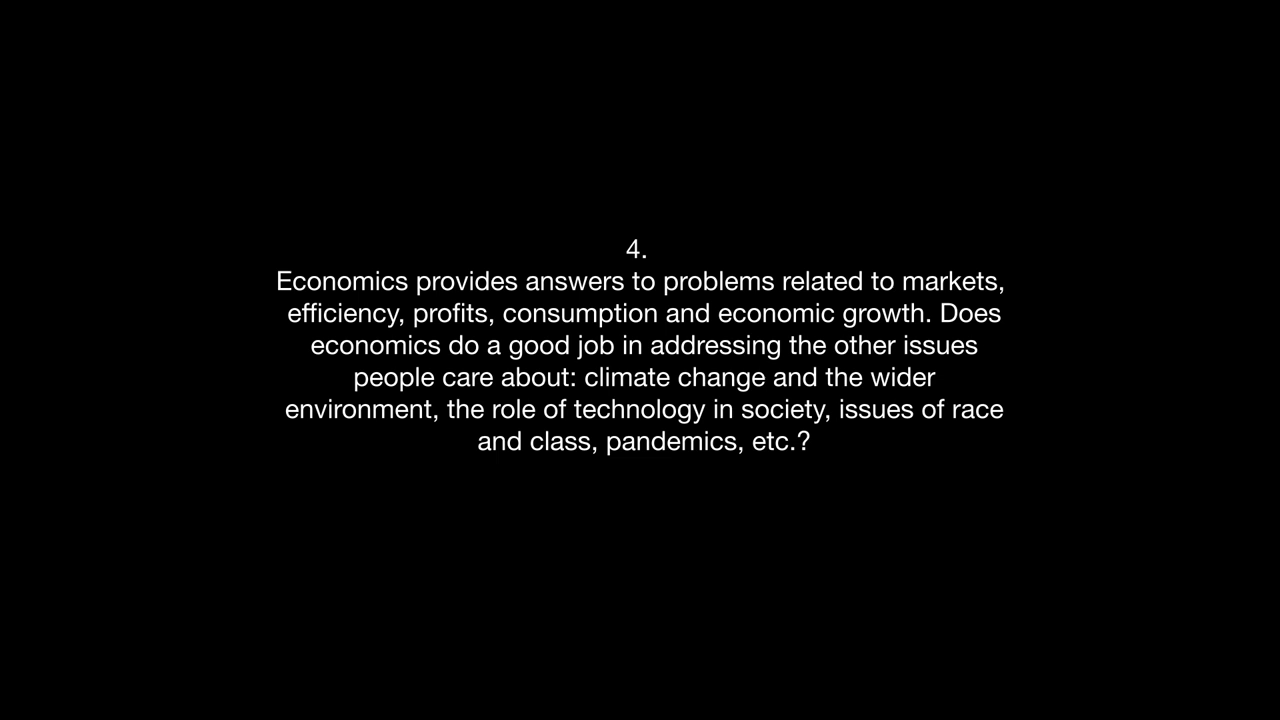 4.
Economics provides answers to problems related to markets,
efficiency, profits, consumption and economic growth. Does
economics do a good job in addressing the other issues
people care about: climate change and the wider
environment, the role of technology in society, issues of race
and class, pandemics, etc.?